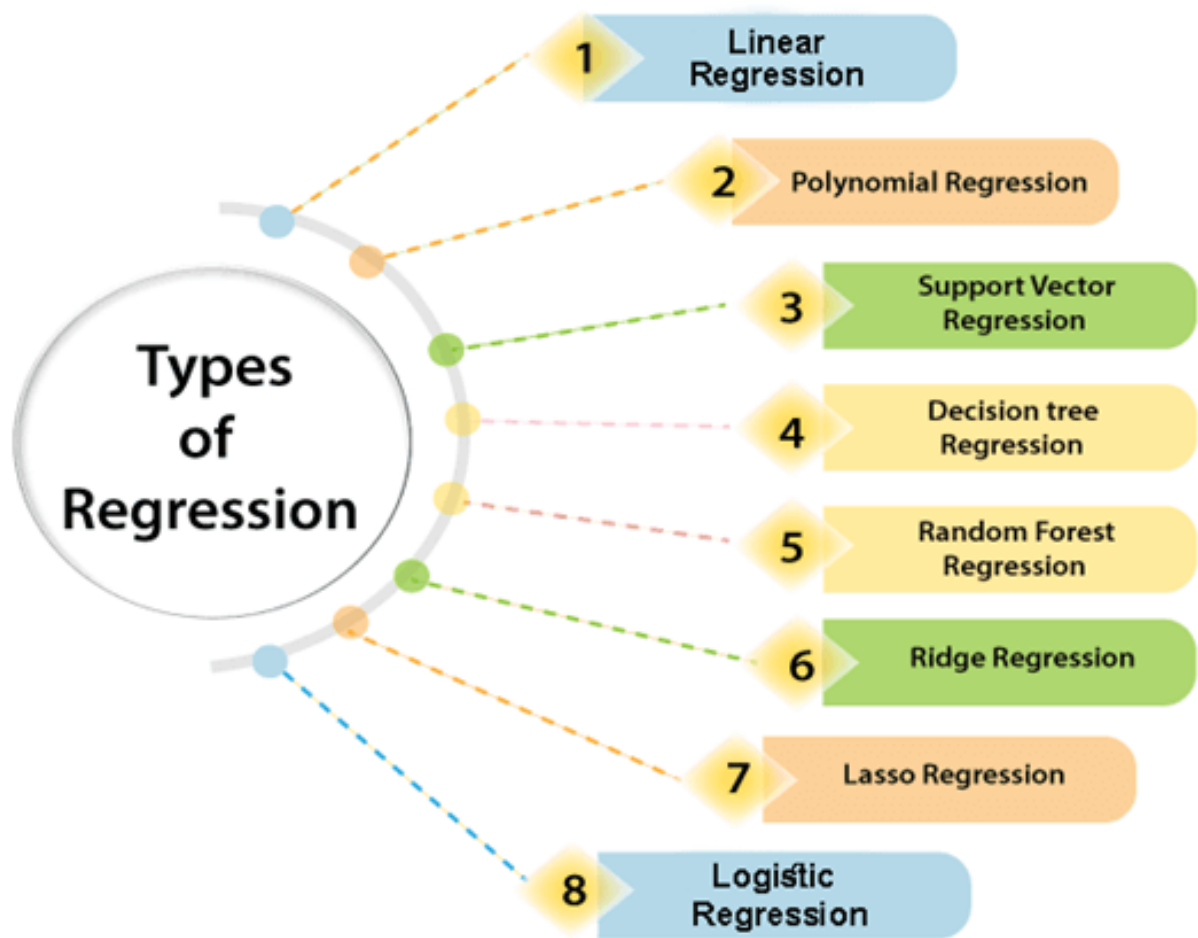 Types
of
Regression
1
Linear
Regression
2
Polynomial Regression
3
Support Vector
Regression
4
Decision tree
Regression
5
Random Forest
Regression
6
Ridge Regression
7
Lasso Regression
8
Logistic
Regression